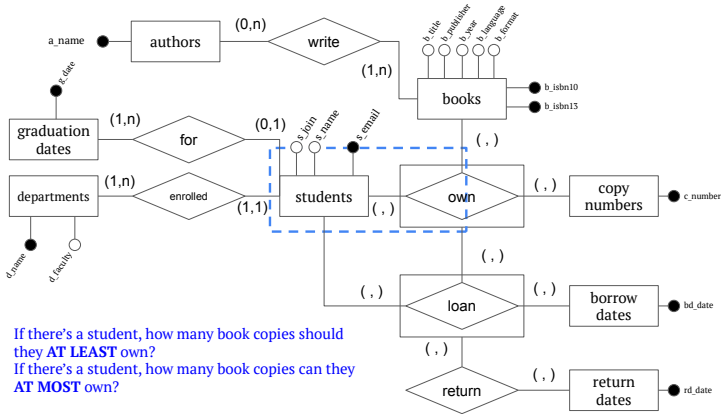 b_title
b_publisher
b_year
b_language
b_format
a_name
authors
(0,n)
write
(1,n)
books
b_isbn10
b_isbn13
g_date
graduation
dates
(1,n)
for
(0,1)
s_join
s_name
s_email
( , )
departments
(1,n)
enrolled
(1,1)
students
( , )
own
( , )
copy
numbers
c_number
d_name
d_faculty
( , )
( , )
loan
( , )
borrow
dates
bd_date
If there's a student, how many book copies should
they AT LEAST own?
If there's a student, how many book copies can they
AT MOST own?
( , )
return
( , )
return
dates
rd_date